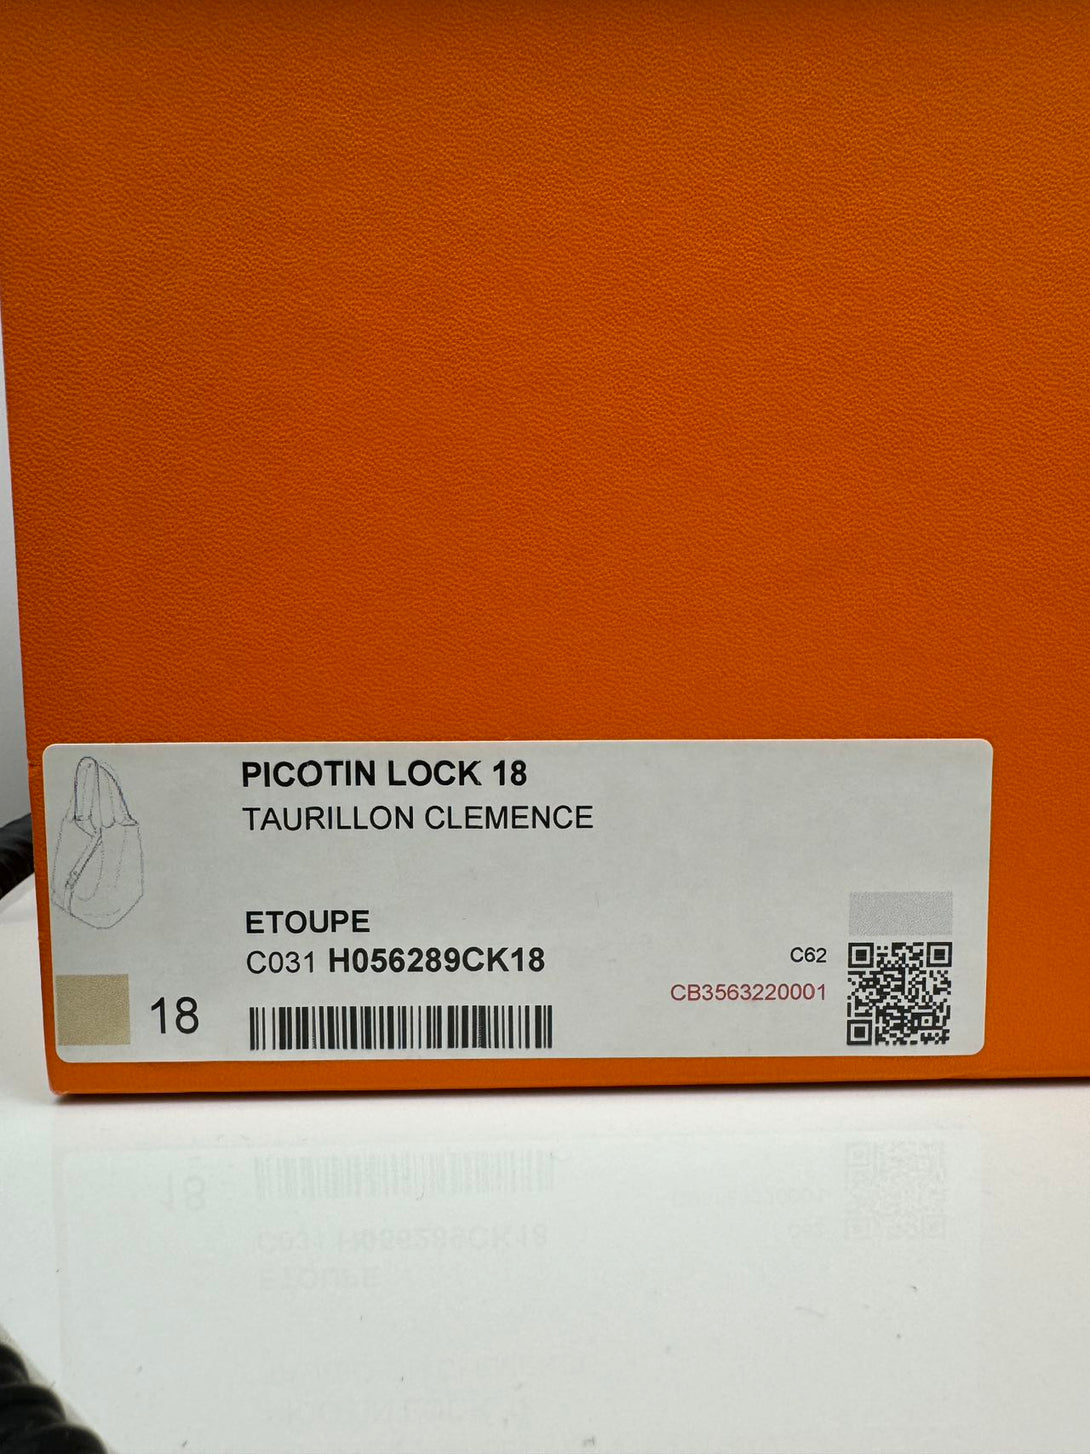 PICOTIN LOCK 18
TAURILLON CLEMENCE
ETOUPE
C031 H056289CK18
C62
CB3563220001
18